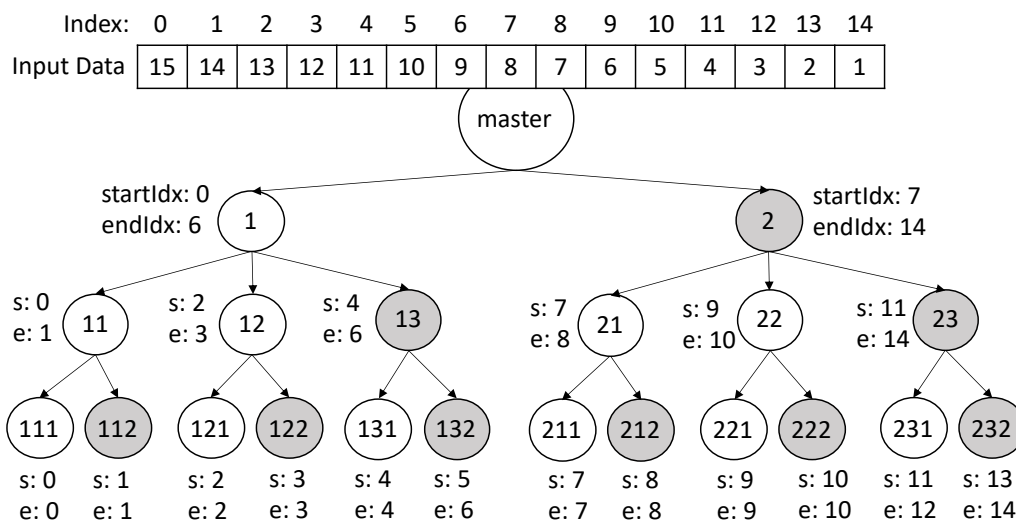 Index: 0 1 2 3 4 5 6 7 8 9 10 11 12 13 14
Input Data 15 14 13 12 11 10 9 8 7 6 5 4 3 2 1
master
startIdx: 0
endIdx: 6
1
2
startIdx: 7
endIdx: 14
s: 0
e: 1
11
s: 2
e: 3
12
s: 4
e: 6
13
s: 7
e: 8
21
s: 9
e: 10
22
s: 11
e: 14
23
111 112 121 122 131 132 211 212 221 222 231 232
s: 0 s: 1 s: 2 s: 3 s: 4 s: 5 s: 7 s: 8 s: 9 s: 10 s: 11 s: 13
e: 0 e: 1 e: 2 e: 3 e: 4 e: 6 e: 7 e: 8 e: 9 e: 10 e: 12 e: 14